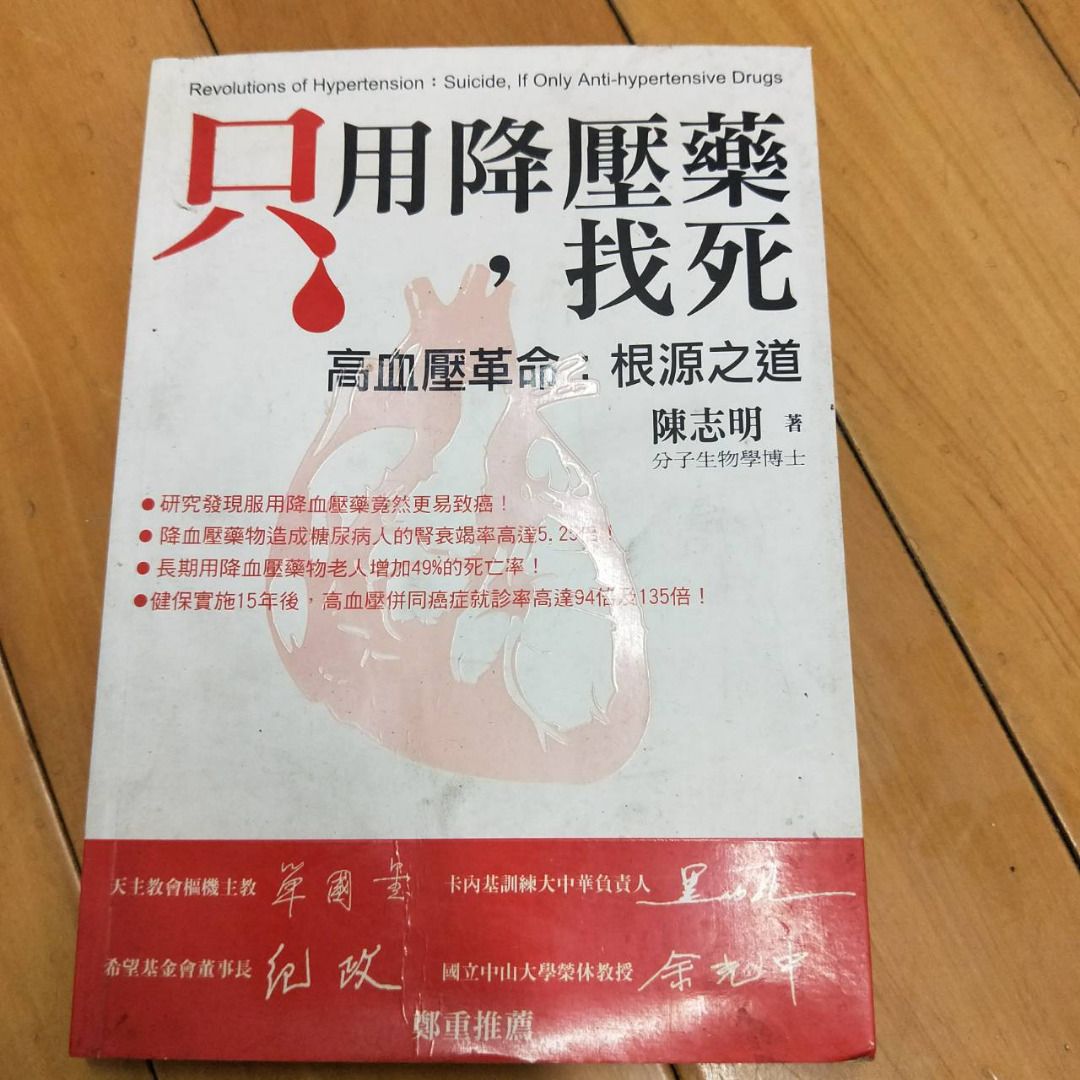 Revolutions of Hypertension：Suicide, If Only Anti-hypertensive Drugs
只用降壓藥
，找死
高血壓革命：根源之道
陳志明 著
分子生物學博士
●研究發現服用降血壓藥竟然更易致癌！
●降血壓藥物造成糖尿病人的腎衰竭率高達5.29倍！
●長期用降血壓藥物老人增加49%的死亡率！
●健保實施15年後，高血壓併同癌症就診率高達94倍及135倍！
天主教會樞機主教 單國璽 卡內基訓練大中華負責人 黑幼龍
希望基金會董事長 紀政 國立中山大學榮休教授 余光中
鄭重推薦